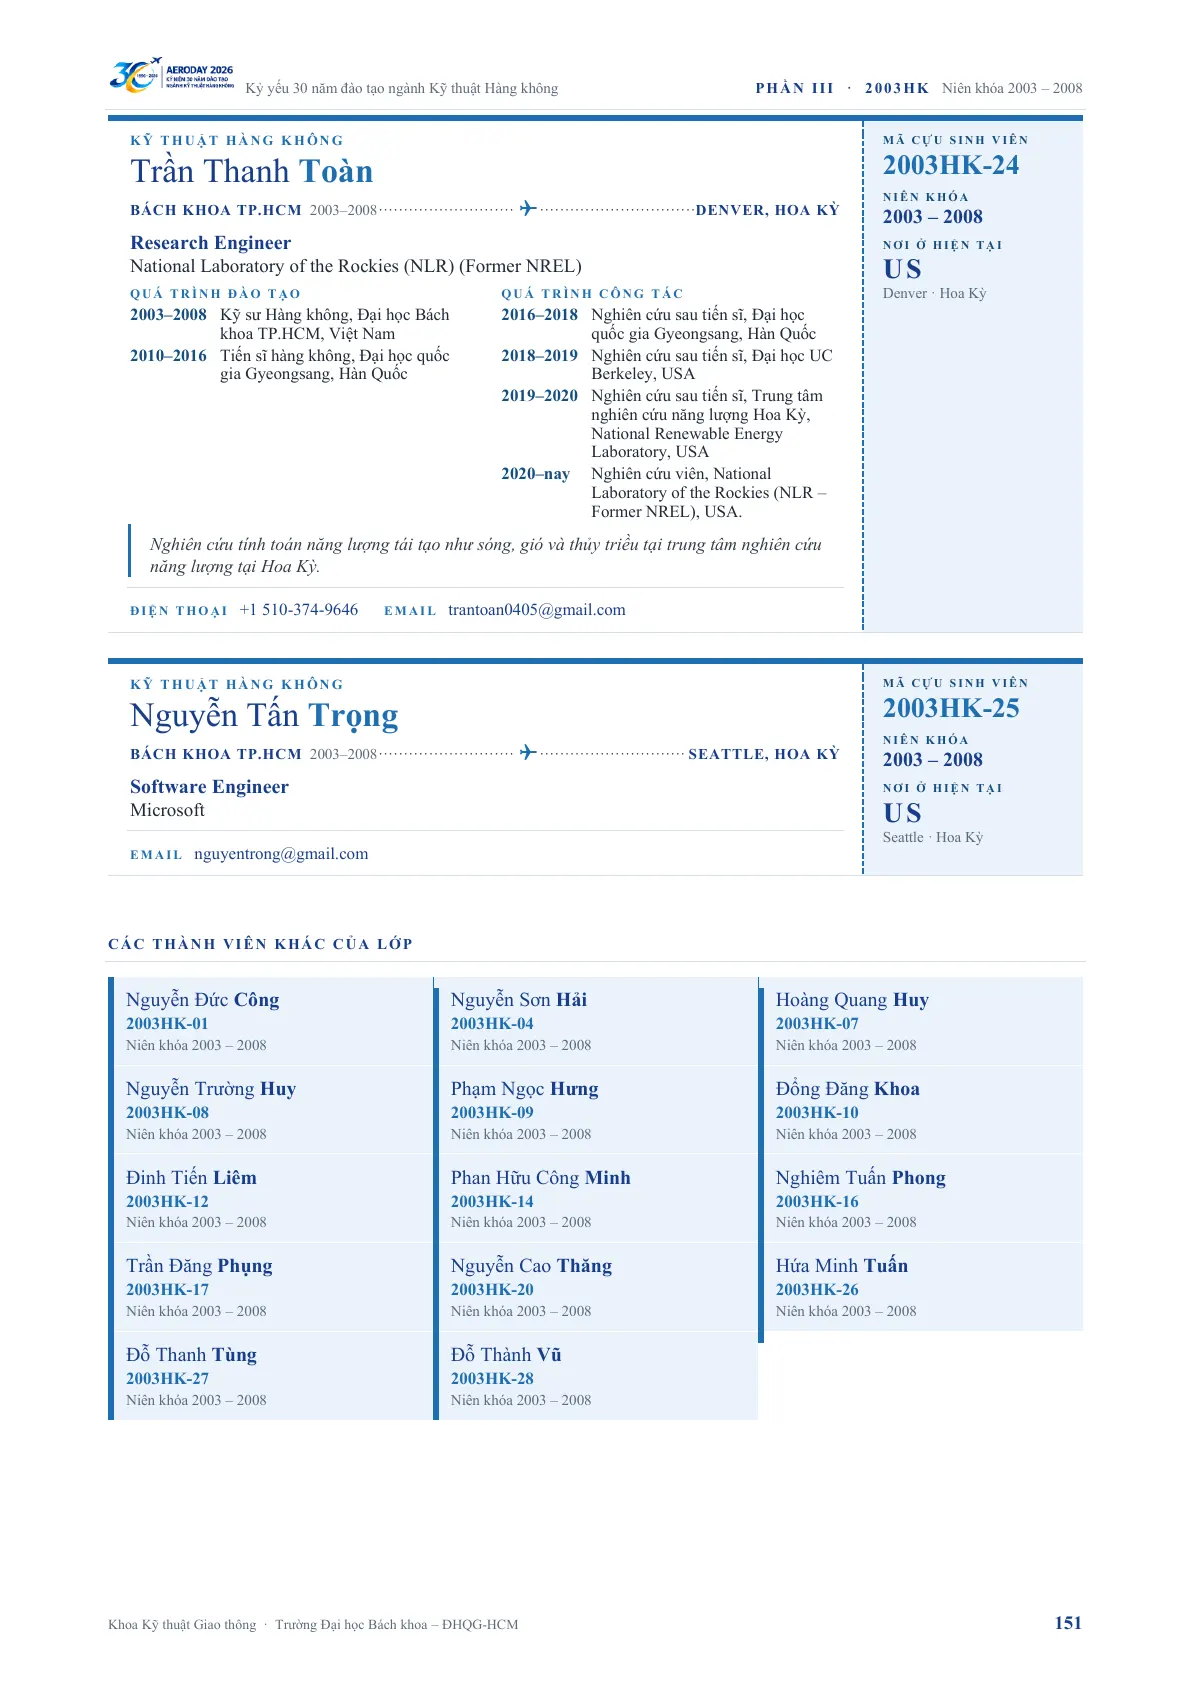 30 1996 - 2026 AERODAY 2026
KỶ NIỆM 30 NĂM ĐÀO TẠO
NGÀNH KỸ THUẬT HÀNG KHÔNG
Kỷ yếu 30 năm đào tạo ngành Kỹ thuật Hàng không
PHẦN III · 2003HK Niên khóa 2003 – 2008
KỸ THUẬT HÀNG KHÔNG
Trần Thanh Toàn
BÁCH KHOA TP.HCM 2003–2008 DENVER, HOA KỲ
Research Engineer
National Laboratory of the Rockies (NLR) (Former NREL)
QUÁ TRÌNH ĐÀO TẠO
2003–2008 Kỹ sư Hàng không, Đại học Bách
khoa TP.HCM, Việt Nam
2010–2016 Tiến sĩ hàng không, Đại học quốc
gia Gyeongsang, Hàn Quốc
QUÁ TRÌNH CÔNG TÁC
2016–2018 Nghiên cứu sau tiến sĩ, Đại học
quốc gia Gyeongsang, Hàn Quốc
2018–2019 Nghiên cứu sau tiến sĩ, Đại học UC
Berkeley, USA
2019–2020 Nghiên cứu sau tiến sĩ, Trung tâm
nghiên cứu năng lượng Hoa Kỳ,
National Renewable Energy
Laboratory, USA
2020–nay Nghiên cứu viên, National
Laboratory of the Rockies (NLR –
Former NREL), USA.
Nghiên cứu tính toán năng lượng tái tạo như sóng, gió và thủy triều tại trung tâm nghiên cứu
năng lượng tại Hoa Kỳ.
ĐIỆN THOẠI +1 510-374-9646 EMAIL trantoan0405@gmail.com
MÃ CỰU SINH VIÊN
2003HK-24
NIÊN KHÓA
2003 – 2008
NƠI Ở HIỆN TẠI
US
Denver · Hoa Kỳ
KỸ THUẬT HÀNG KHÔNG
Nguyễn Tấn Trọng
BÁCH KHOA TP.HCM 2003–2008 SEATTLE, HOA KỲ
Software Engineer
Microsoft
EMAIL nguyentrong@gmail.com
MÃ CỰU SINH VIÊN
2003HK-25
NIÊN KHÓA
2003 – 2008
NƠI Ở HIỆN TẠI
US
Seattle · Hoa Kỳ
CÁC THÀNH VIÊN KHÁC CỦA LỚP
Nguyễn Đức Công
2003HK-01
Niên khóa 2003 – 2008
Nguyễn Sơn Hải
2003HK-04
Niên khóa 2003 – 2008
Hoàng Quang Huy
2003HK-07
Niên khóa 2003 – 2008
Nguyễn Trường Huy
2003HK-08
Niên khóa 2003 – 2008
Phạm Ngọc Hưng
2003HK-09
Niên khóa 2003 – 2008
Đồng Đăng Khoa
2003HK-10
Niên khóa 2003 – 2008
Đinh Tiến Liêm
2003HK-12
Niên khóa 2003 – 2008
Phan Hữu Công Minh
2003HK-14
Niên khóa 2003 – 2008
Nghiêm Tuấn Phong
2003HK-16
Niên khóa 2003 – 2008
Trần Đăng Phụng
2003HK-17
Niên khóa 2003 – 2008
Nguyễn Cao Thăng
2003HK-20
Niên khóa 2003 – 2008
Hứa Minh Tuấn
2003HK-26
Niên khóa 2003 – 2008
Đỗ Thanh Tùng
2003HK-27
Niên khóa 2003 – 2008
Đỗ Thành Vũ
2003HK-28
Niên khóa 2003 – 2008
Khoa Kỹ thuật Giao thông · Trường Đại học Bách khoa – ĐHQG-HCM
151